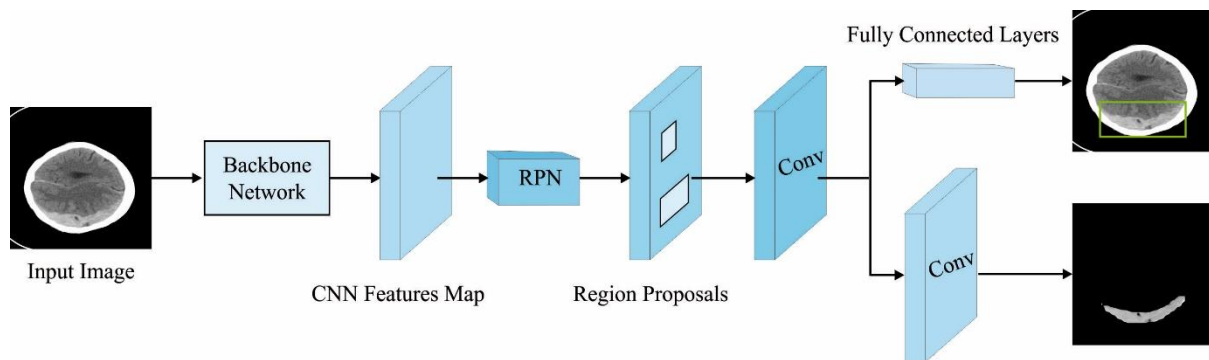 Fully Connected Layers
Backbone
Network
RPN
Conv
Conv
Input Image
CNN Features Map
Region Proposals